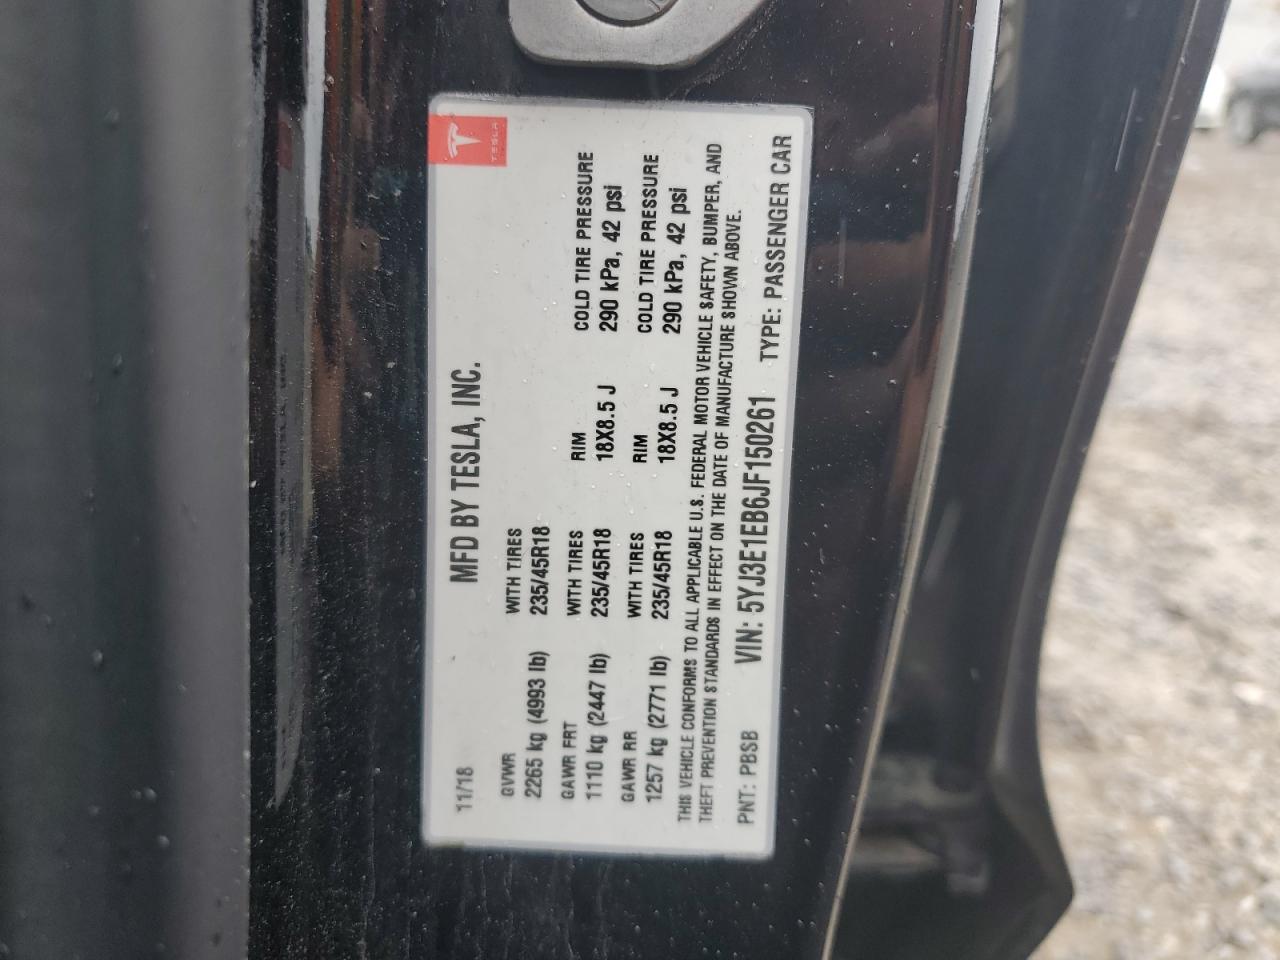 TESLA
11/18
MFD BY TESLA, INC.
GVWR WITH TIRES
2265 kg (4993 lb) 235/45R18
GAWR FRT WITH TIRES RIM COLD TIRE PRESSURE
1110 kg (2447 lb) 235/45R18 18X8.5 J 290 kPa, 42 psi
GAWR RR WITH TIRES RIM COLD TIRE PRESSURE
1257 kg (2771 lb) 235/45R18 18X8.5 J 290 kPa, 42 psi
THIS VEHICLE CONFORMS TO ALL APPLICABLE U.S. FEDERAL MOTOR VEHICLE SAFETY, BUMPER, AND
THEFT PREVENTION STANDARDS IN EFFECT ON THE DATE OF MANUFACTURE SHOWN ABOVE.
PNT: PBSB VIN: 5YJ3E1EB6JF150261 TYPE: PASSENGER CAR